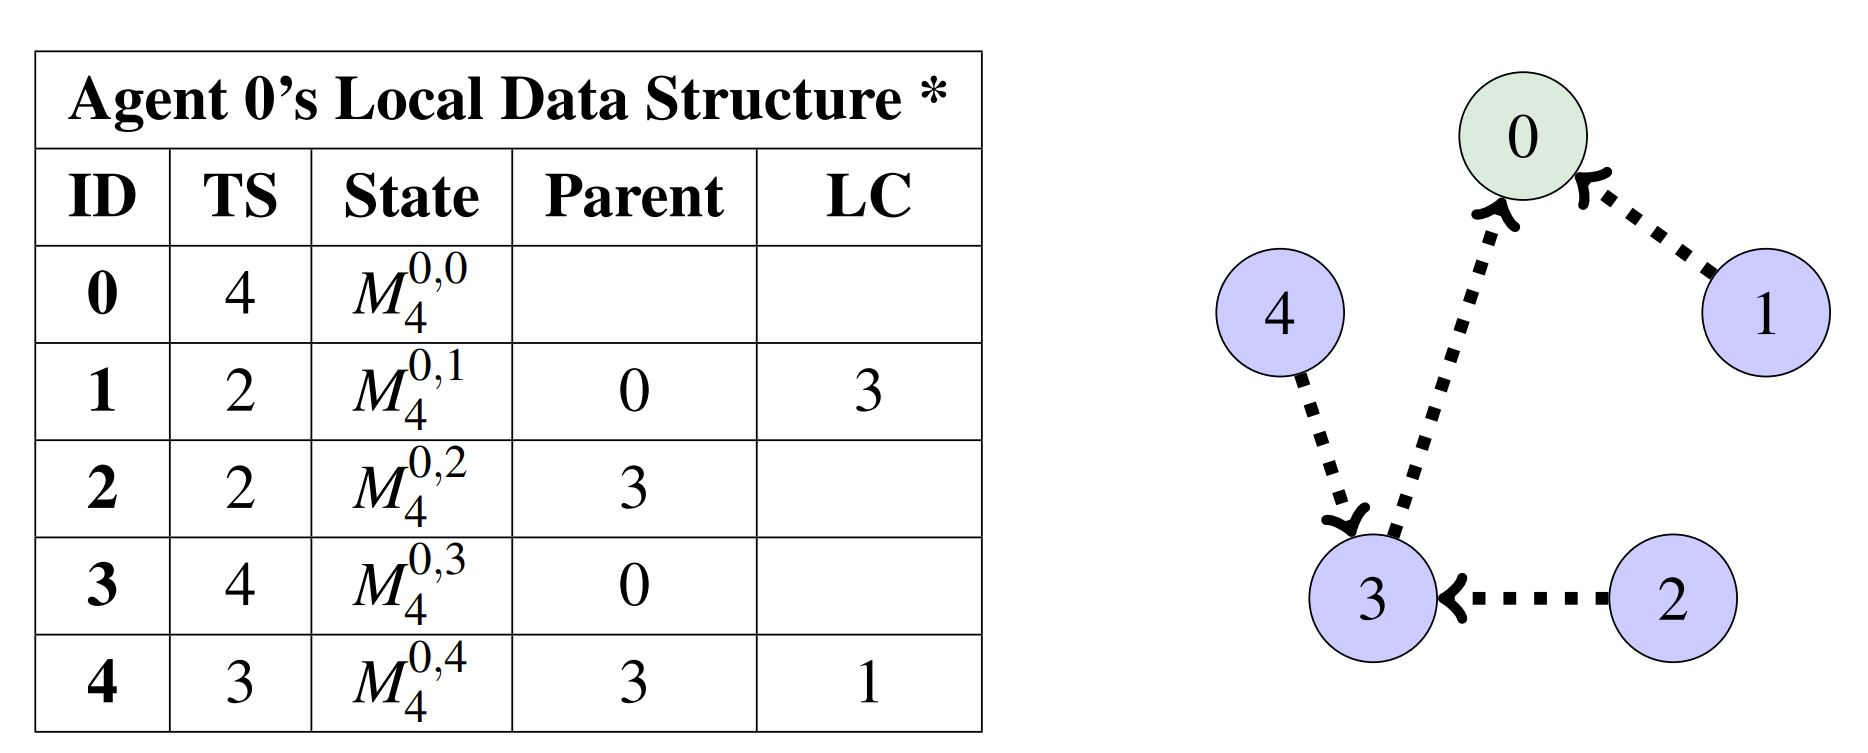 Agent 0's Local Data Structure *
ID TS State Parent LC
0 4 M_4^{0,0}
1 2 M_4^{0,1} 0 3
2 2 M_4^{0,2} 3
3 4 M_4^{0,3} 0
4 3 M_4^{0,4} 3 1
0
4 1
3 2